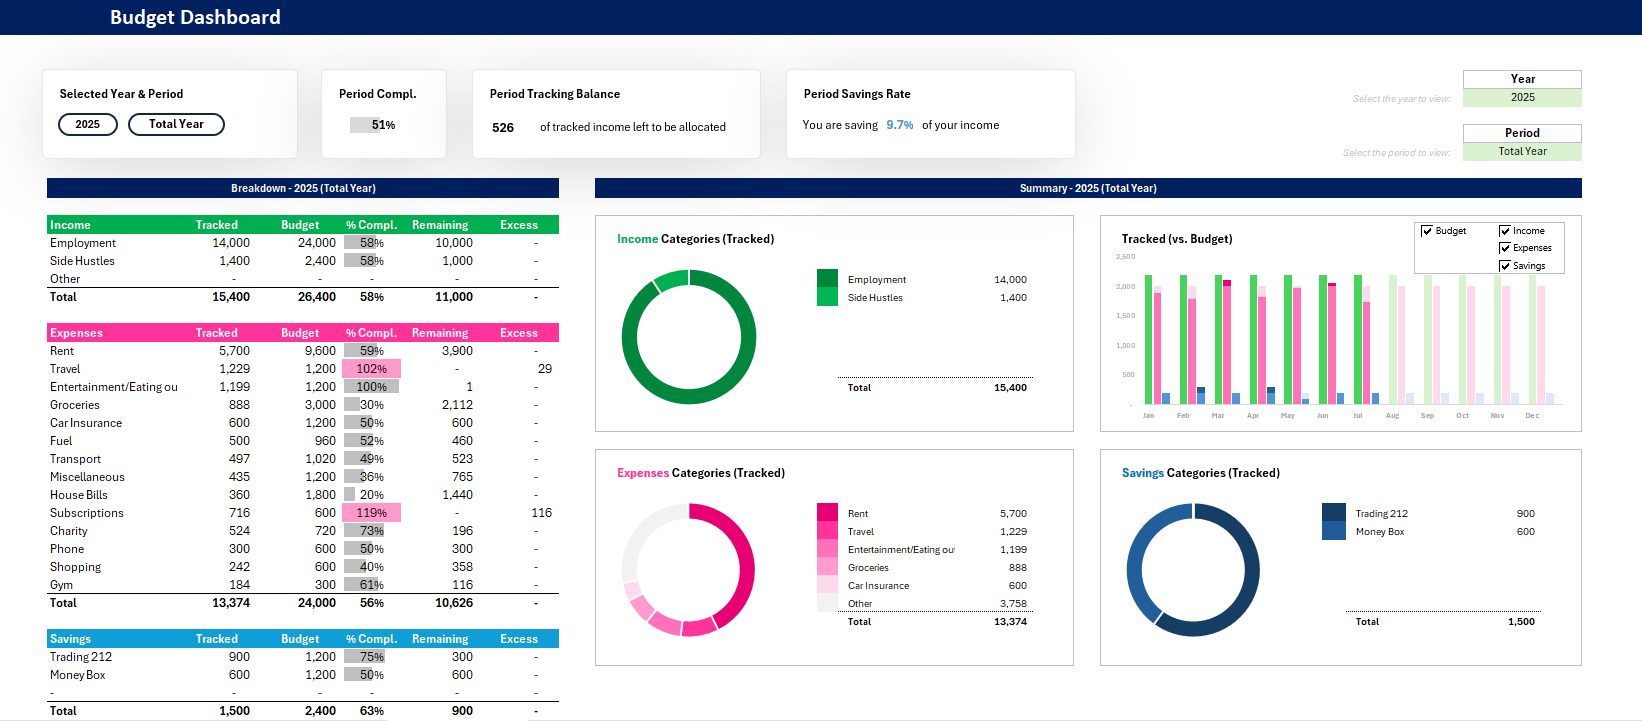 Budget Dashboard
Selected Year & Period
2025 Total Year
Period Compl.
51%
Period Tracking Balance
526 of tracked income left to be allocated
Period Savings Rate
You are saving 9.7% of your income
Year
Select the year to view: 2025
Period
Select the period to view: Total Year
Breakdown - 2025 (Total Year)
Income Tracked Budget % Compl. Remaining Excess
Employment 14,000 24,000 58% 10,000 -
Side Hustles 1,400 2,400 58% 1,000 -
Other - - - - -
Total 15,400 26,400 58% 11,000 -
Expenses Tracked Budget % Compl. Remaining Excess
Rent 5,700 9,600 59% 3,900 -
Travel 1,229 1,200 102% - 29
Entertainment/Eating ou 1,199 1,200 100% 1 -
Groceries 888 3,000 30% 2,112 -
Car Insurance 600 1,200 50% 600 -
Fuel 500 960 52% 460 -
Transport 497 1,020 49% 523 -
Miscellaneous 435 1,200 36% 765 -
House Bills 360 1,800 20% 1,440 -
Subscriptions 716 600 119% - 116
Charity 524 720 73% 196 -
Phone 300 600 50% 300 -
Shopping 242 600 40% 358 -
Gym 184 300 61% 116 -
Total 13,374 24,000 56% 10,626 -
Savings Tracked Budget % Compl. Remaining Excess
Trading 212 900 1,200 75% 300 -
Money Box 600 1,200 50% 600 -
- - - - - -
Total 1,500 2,400 63% 900 -
Summary - 2025 (Total Year)
Income Categories (Tracked)
Employment 14,000
Side Hustles 1,400
Total 15,400
Tracked (vs. Budget)
Budget Income
Expenses
Savings
2,500
2,000
1,500
1,000
500
-
Jan Feb Mar Apr May Jun Jul Aug Sep Oct Nov Dec
Expenses Categories (Tracked)
Rent 5,700
Travel 1,229
Entertainment/Eating out 1,199
Groceries 888
Car Insurance 600
Other 3,758
Total 13,374
Savings Categories (Tracked)
Trading 212 900
Money Box 600
Total 1,500